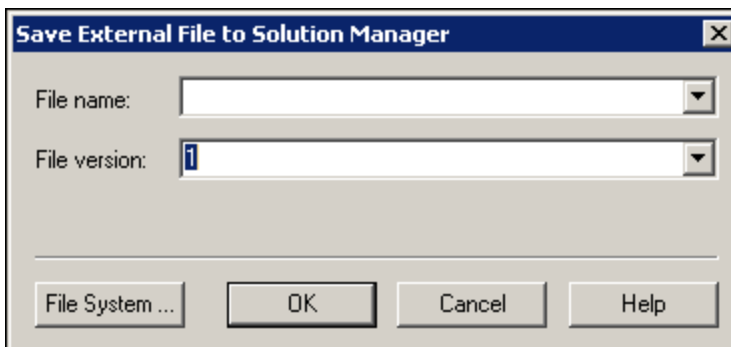 Save External File to Solution Manager
File name:
File version: 1
File System ... OK Cancel Help